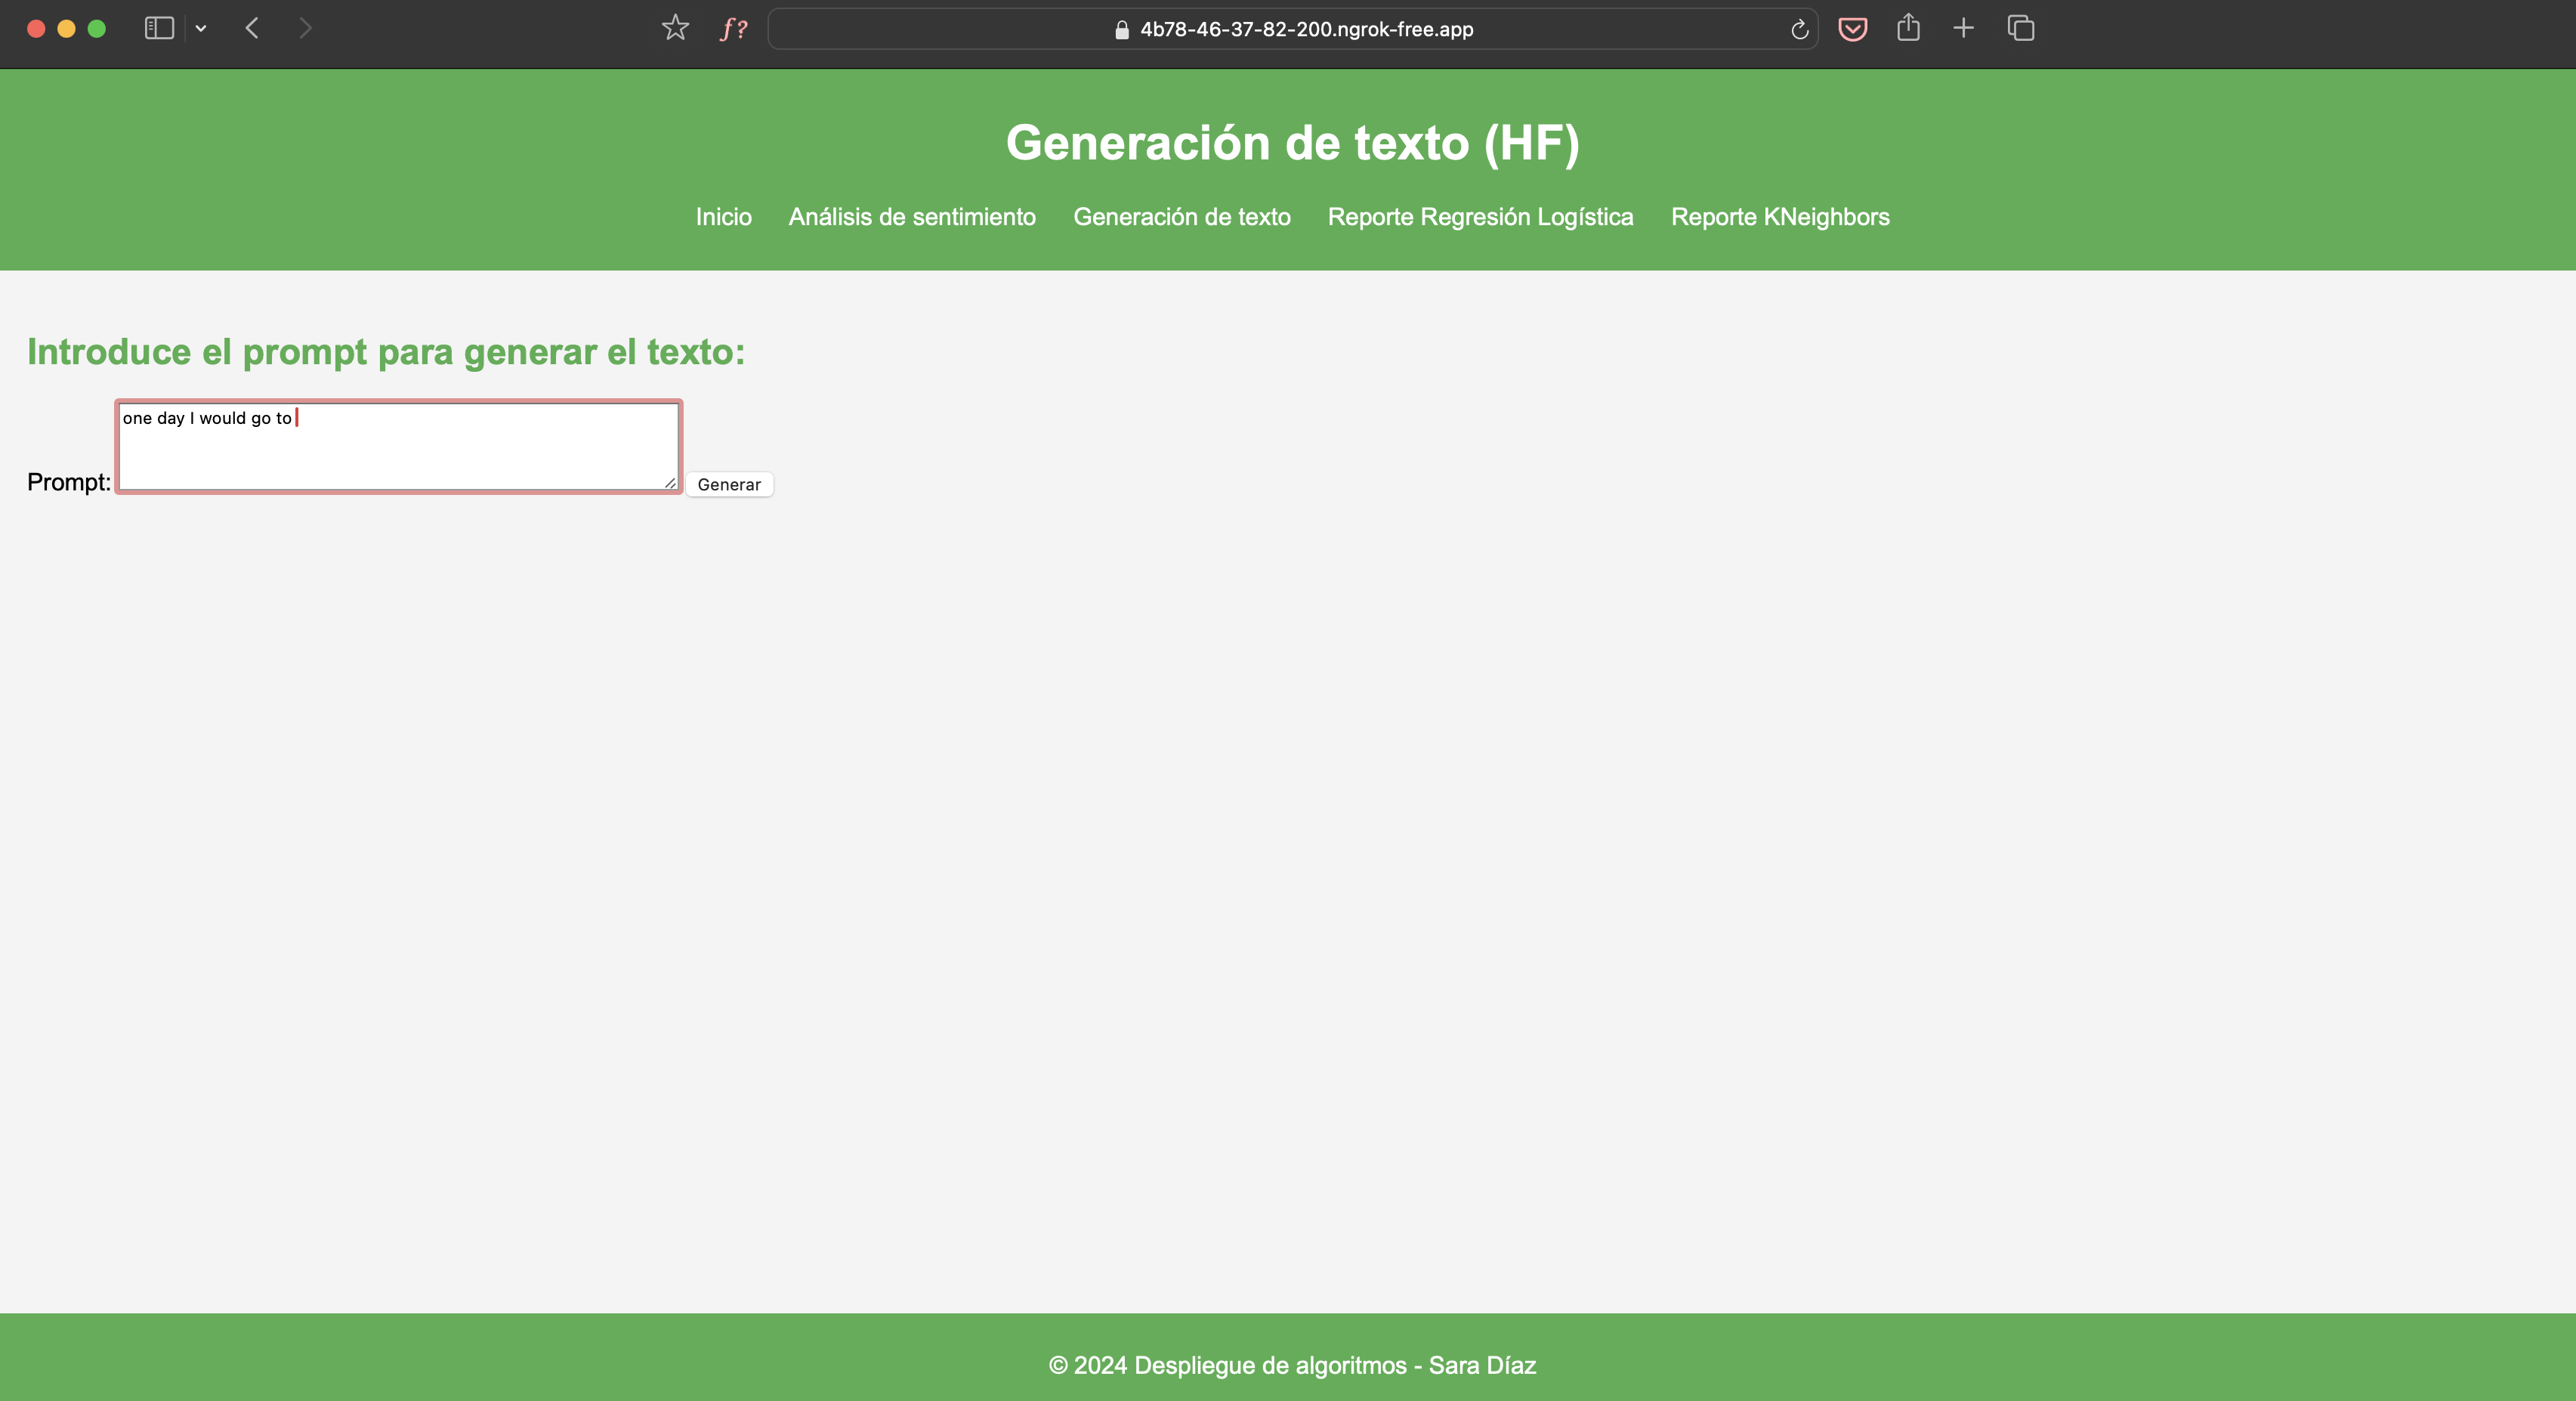 f?
4b78-46-37-82-200.ngrok-free.app
Generación de texto (HF)
Inicio Análisis de sentimiento Generación de texto Reporte Regresión Logística Reporte KNeighbors
Introduce el prompt para generar el texto:
one day I would go to
Prompt: Generar
© 2024 Despliegue de algoritmos - Sara Díaz